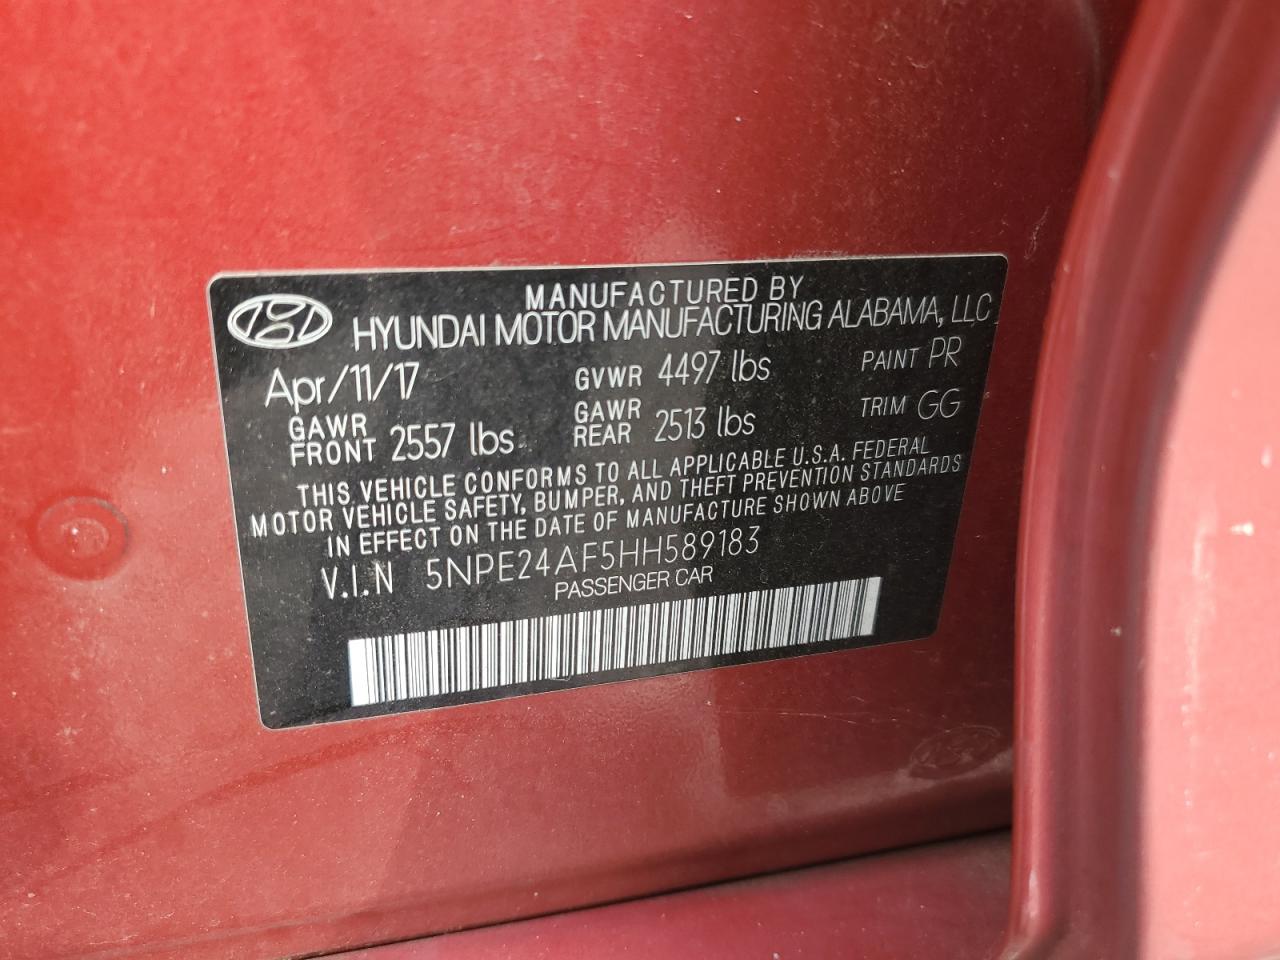 MANUFACTURED BY
HYUNDAI MOTOR MANUFACTURING ALABAMA, LLC
Apr/11/17 GVWR 4497 lbs PAINT PR
GAWR FRONT 2557 lbs GAWR REAR 2513 lbs TRIM GG
THIS VEHICLE CONFORMS TO ALL APPLICABLE U.S.A. FEDERAL
MOTOR VEHICLE SAFETY, BUMPER, AND THEFT PREVENTION STANDARDS
IN EFFECT ON THE DATE OF MANUFACTURE SHOWN ABOVE
V.I.N 5NPE24AF5HH589183
PASSENGER CAR